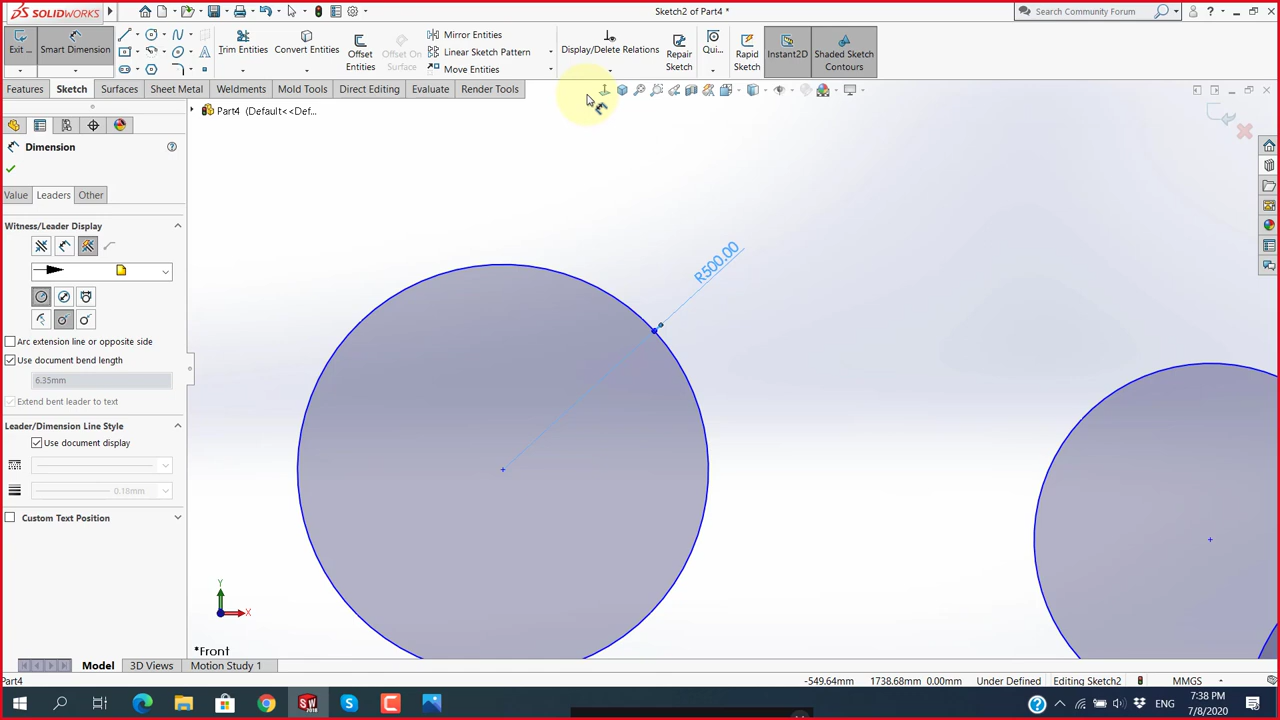 SOLIDWORKS
Sketch2 of Part4 *
Search Community Forum
Exit ...
Smart Dimension
Trim Entities
Convert Entities
Offset Entities
Offset On Surface
Mirror Entities
Linear Sketch Pattern
Move Entities
Display/Delete Relations
Repair Sketch
Qui...
Rapid Sketch
Instant2D
Shaded Sketch Contours
Features
Sketch
Surfaces
Sheet Metal
Weldments
Mold Tools
Direct Editing
Evaluate
Render Tools
Part4 (Default<<Def...
Dimension
Value
Leaders
Other
Witness/Leader Display
Arc extension line or opposite side
Use document bend length
6.35mm
Extend bent leader to text
Leader/Dimension Line Style
Use document display
0.18mm
Custom Text Position
R500.00
Y
X
*Front
Model
3D Views
Motion Study 1
Part4
-549.64mm
1738.68mm 0.00mm
Under Defined
Editing Sketch2
MMGS
SW
2018
ENG
7:38 PM
7/8/2020